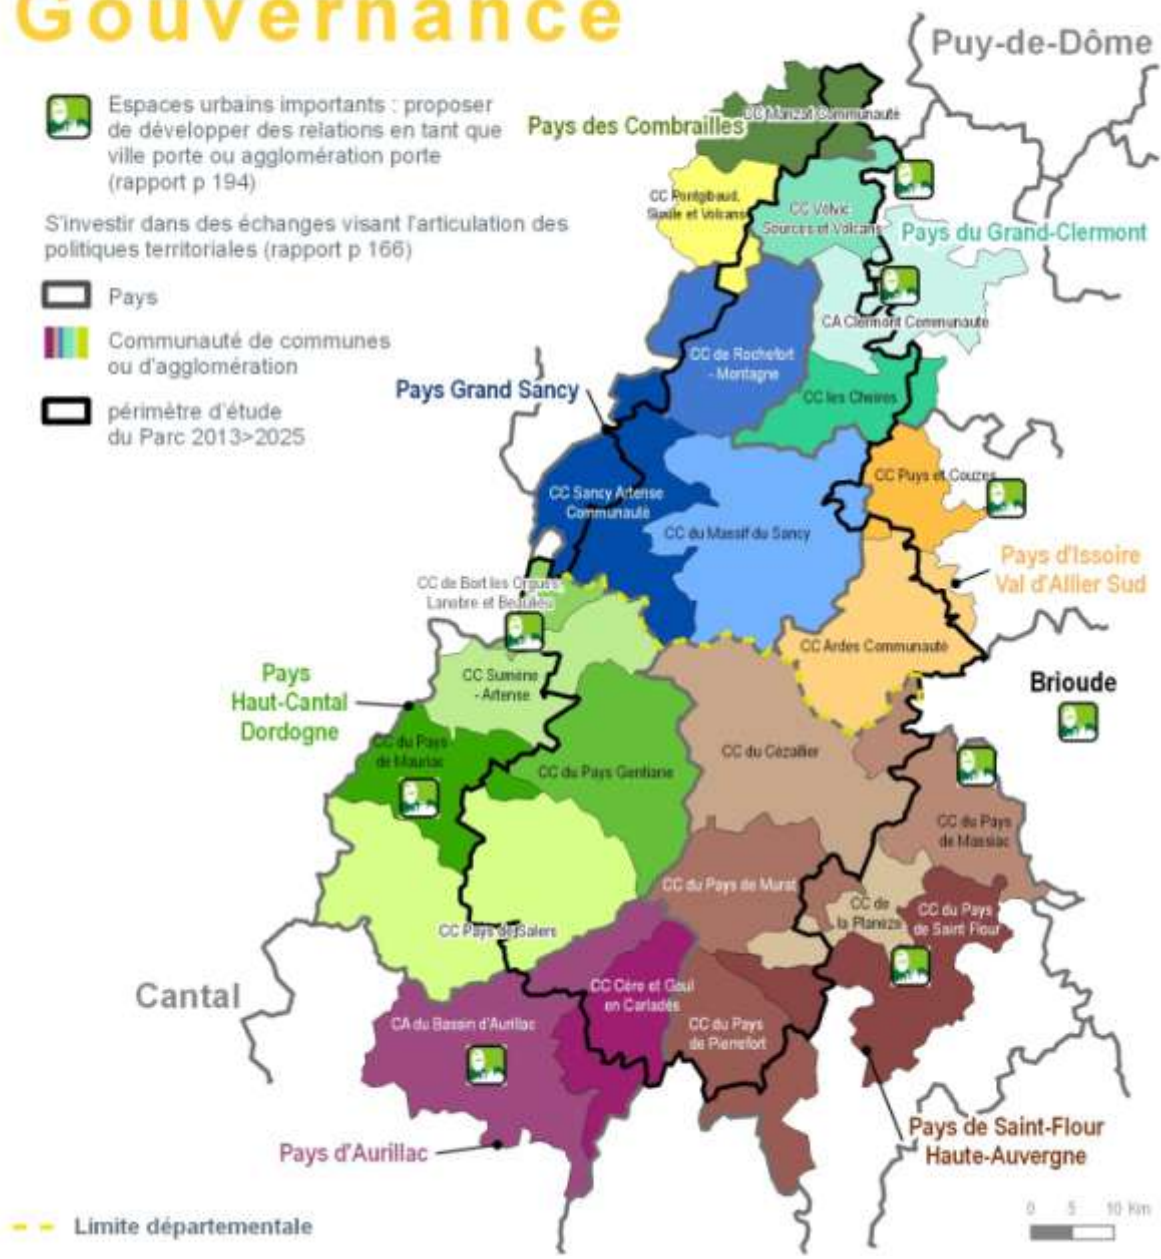 Gouvernance
Puy-de-Dôme
Espaces urbains importants : proposer
de développer des relations en tant que
ville porte ou agglomération porte
(rapport p 194)
S'investir dans des échanges visant l'articulation des
politiques territoriales (rapport p 166)
Pays
Communauté de communes
ou d'agglomération
périmètre d'étude
du Parc 2013>2025
Pays des Combrailles
CC Manzat Communauté
CC Pontgibaud,
Sioule et Volcans
CC Volvic
Sources et Volcans
Pays du Grand-Clermont
CA Clermont Communauté
CC de Rochefort
- Montagne
Pays Grand Sancy
CC les Cheires
CC Puys et Couzes
CC Sancy Artense
Communauté
CC du Massif du Sancy
Pays d'Issoire
Val d'Allier Sud
CC de Bort les Orgues,
Lanobre et Beaulieu
CC Ardes Communauté
Pays
Haut-Cantal
Dordogne
CC Sumène
- Artense
Brioude
CC du Pays
de Mauriac
CC du Pays Gentiane
CC du Cézallier
CC du Pays
de Massiac
CC du Pays de Murat
CC de
la Planèze
CC du Pays
de Saint Flour
CC Pays de Salers
Cantal
CC Cère et Goul
en Carladès
CA du Bassin d'Aurillac
CC du Pays
de Pierrefort
Pays d'Aurillac
Pays de Saint-Flour
Haute-Auvergne
Limite départementale
0 5 10 Km